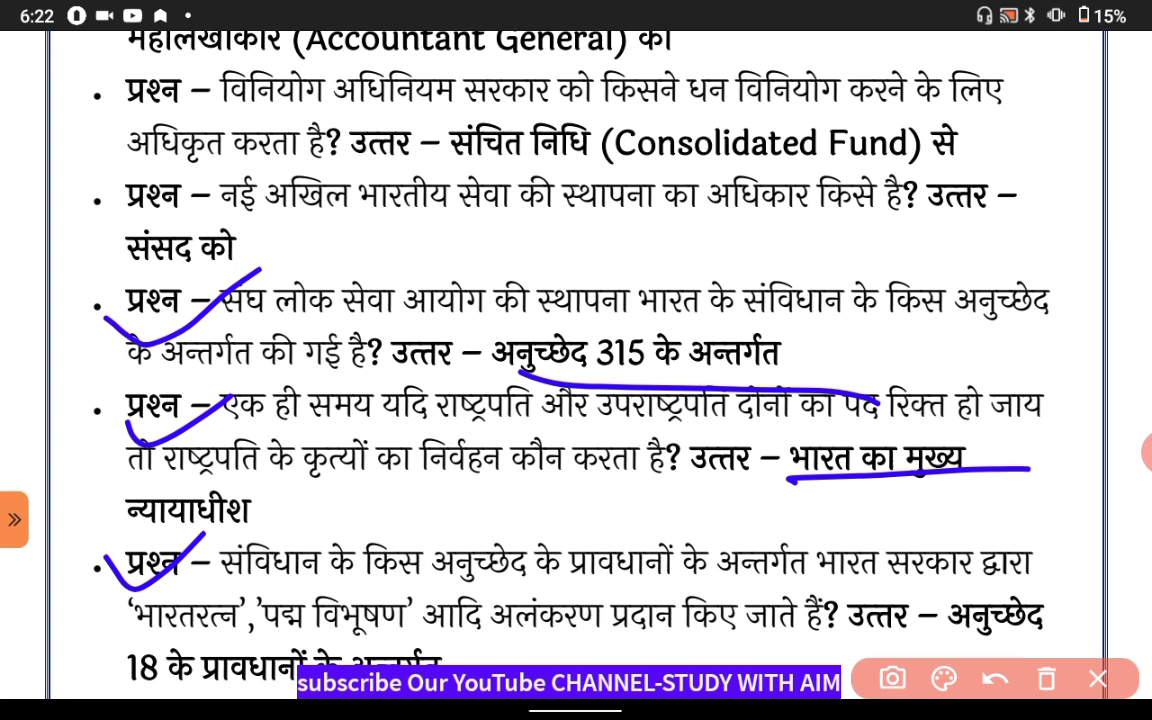 6:22
15%
महालेखाकार (Accountant General) को
• प्रश्न – विनियोग अधिनियम सरकार को किसने धन विनियोग करने के लिए
अधिकृत करता है? उत्तर – संचित निधि (Consolidated Fund) से
• प्रश्न – नई अखिल भारतीय सेवा की स्थापना का अधिकार किसे है? उत्तर –
संसद को
• प्रश्न – संघ लोक सेवा आयोग की स्थापना भारत के संविधान के किस अनुच्छेद
के अन्तर्गत की गई है? उत्तर – अनुच्छेद 315 के अन्तर्गत
• प्रश्न – एक ही समय यदि राष्ट्रपति और उपराष्ट्रपति दोनों का पद रिक्त हो जाय
तो राष्ट्रपति के कृत्यों का निर्वहन कौन करता है? उत्तर – भारत का मुख्य
न्यायाधीश
• प्रश्न – संविधान के किस अनुच्छेद के प्रावधानों के अन्तर्गत भारत सरकार द्वारा
‘भारतरत्न’,’पद्म विभूषण’ आदि अलंकरण प्रदान किए जाते हैं? उत्तर – अनुच्छेद
18 के प्रावधानों के अन्तर्गत
subscribe Our YouTube CHANNEL-STUDY WITH AIM